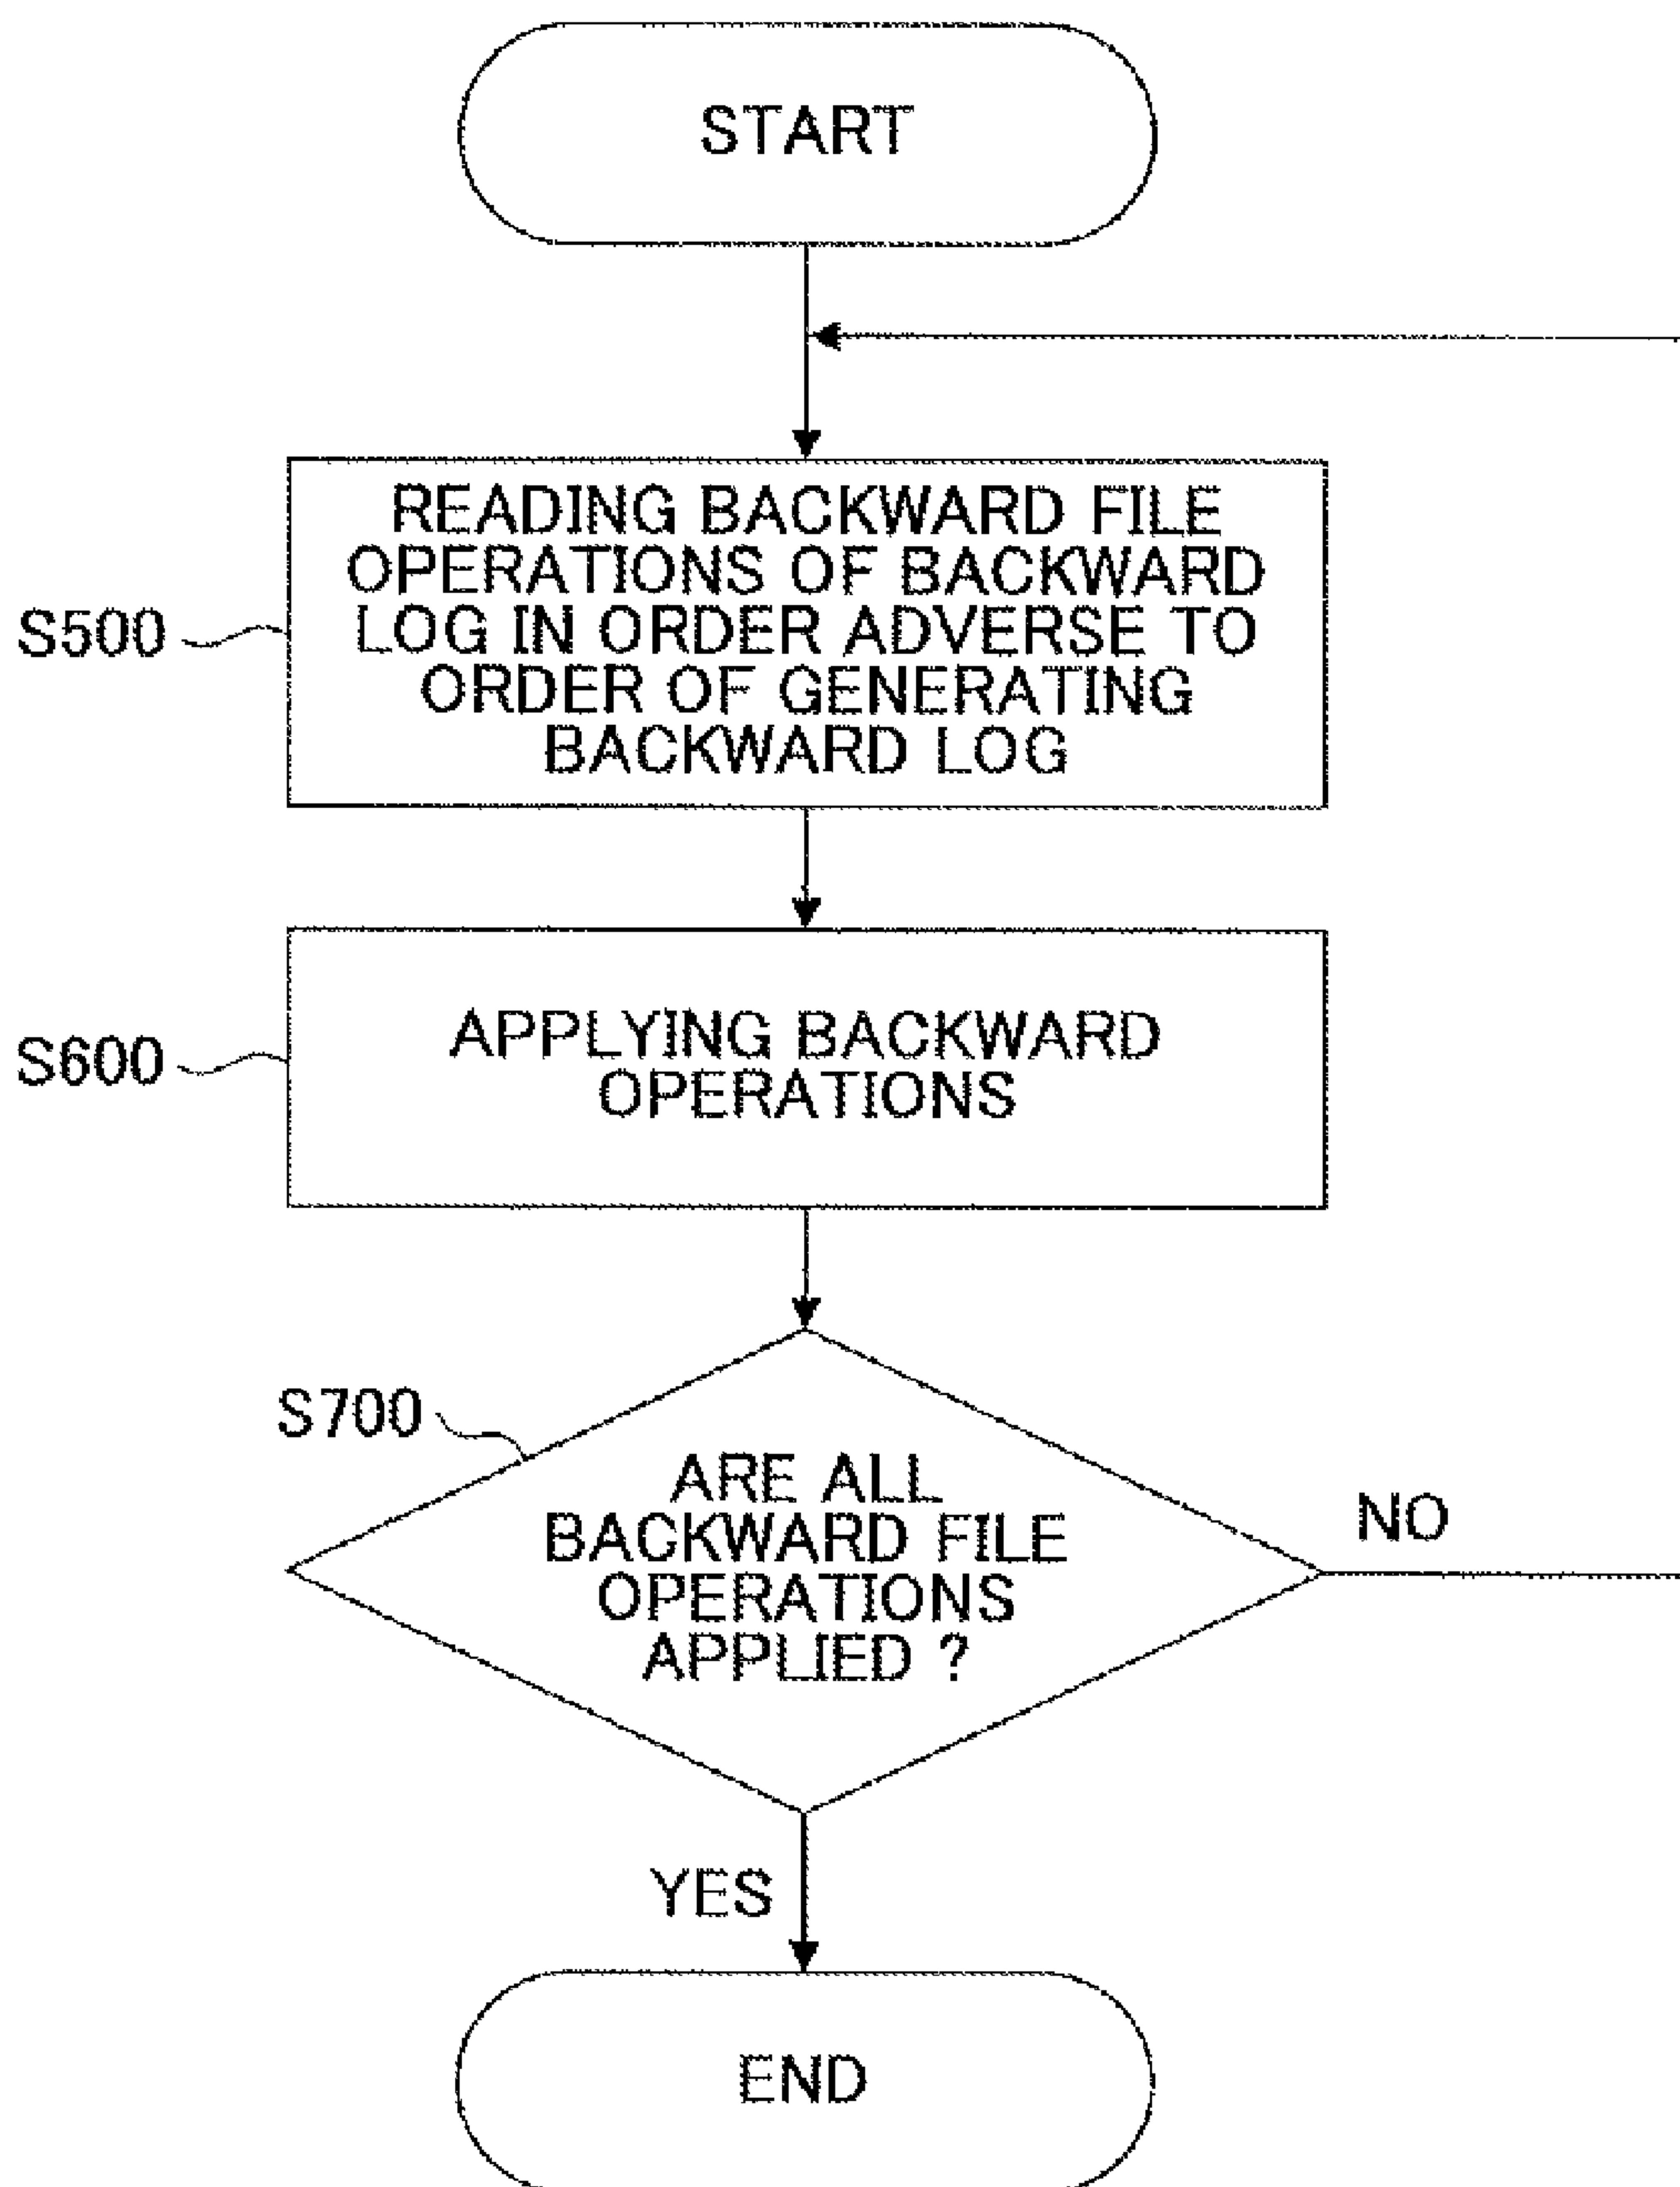 START
READING BACKWARD FILE
OPERATIONS OF BACKWARD
LOG IN ORDER ADVERSE TO
ORDER OF GENERATING
BACKWARD LOG
S500
APPLYING BACKWARD
OPERATIONS
S600
S700
ARE ALL
BACKWARD FILE
OPERATIONS
APPLIED ?
NO
YES
END